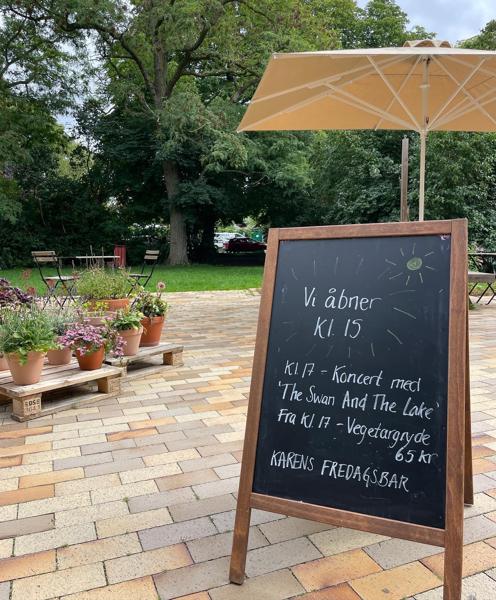 Vi åbner
Kl. 15
Kl 17 - Koncert med
'The Swan And The Lake'
Fra Kl 17 - Vegetargryde
65 kr
KARENS FREDAGSBAR